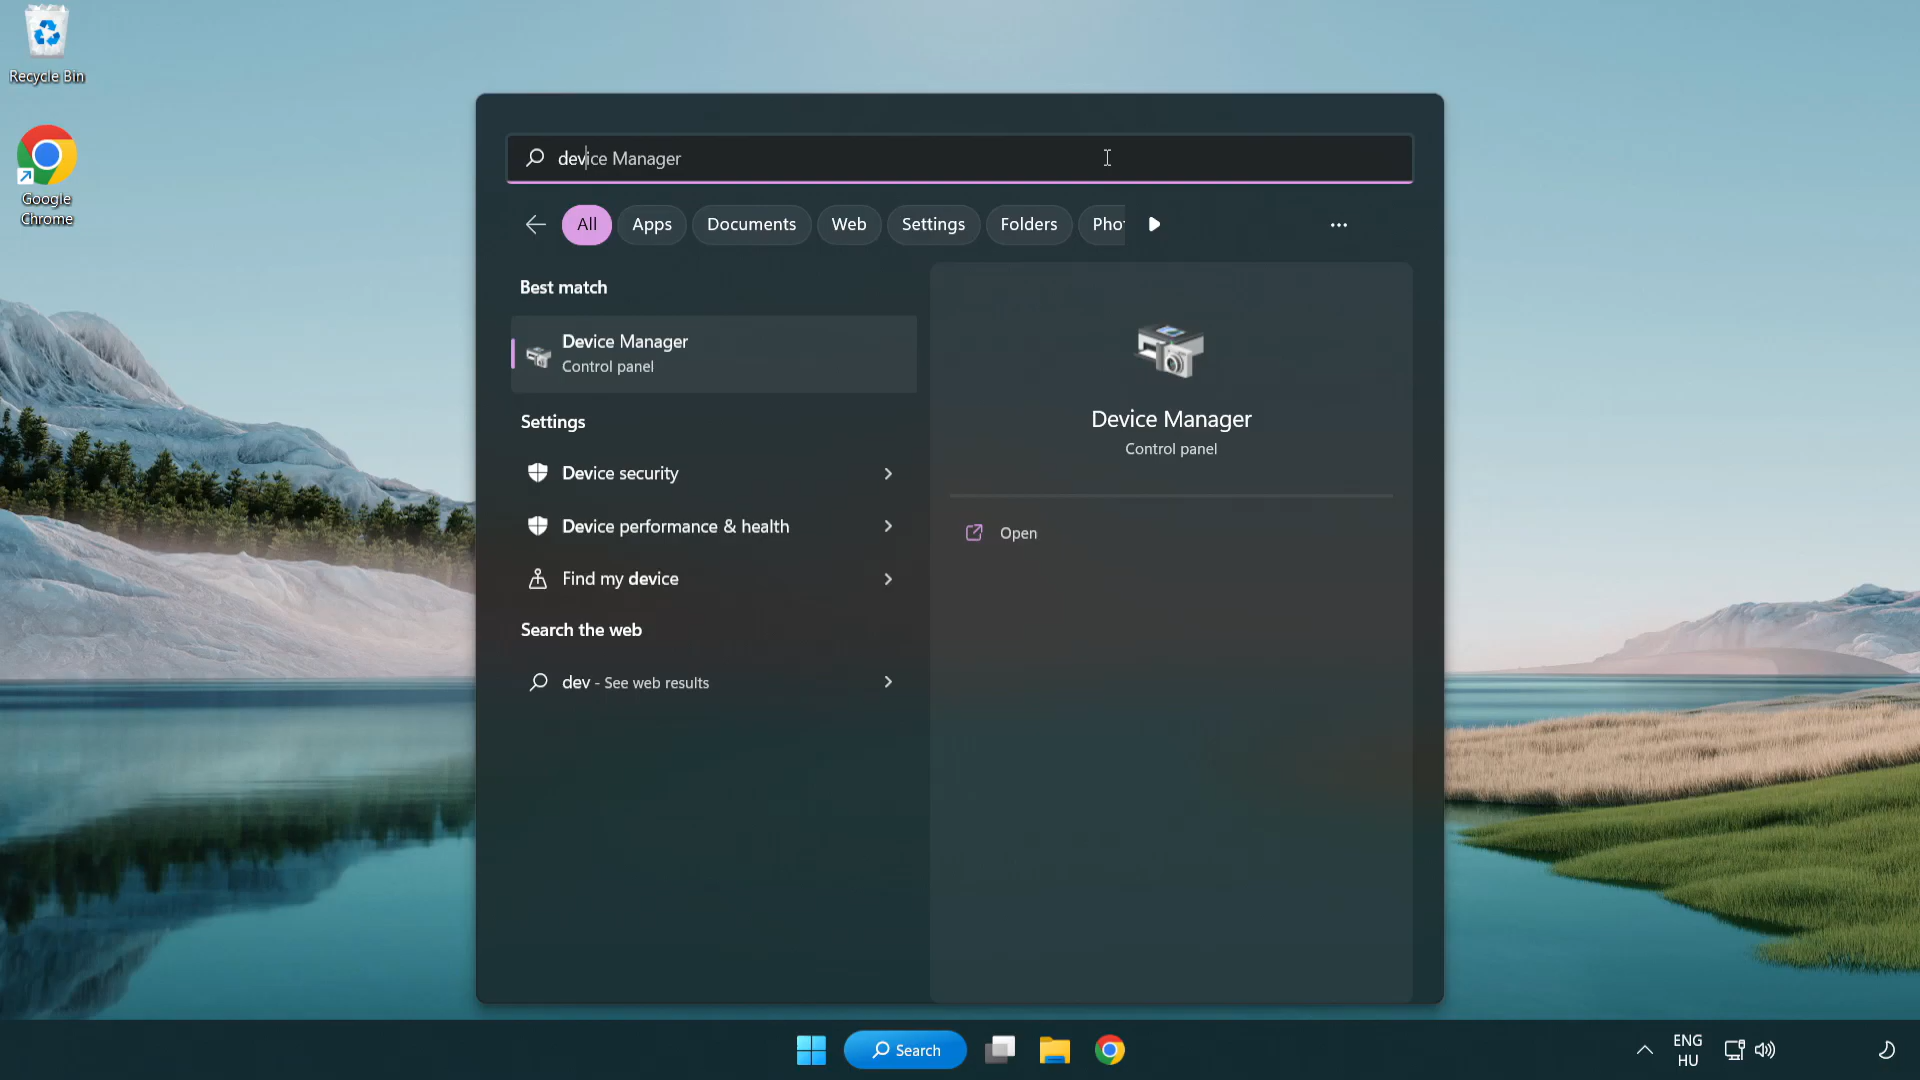 Recycle Bin
Google
Chrome
device Manager
All
Apps
Documents
Web
Settings
Folders
Best match
Device Manager
Control panel
Settings
Device security
Device performance & health
Find my device
Search the web
dev - See web results
Device Manager
Control panel
Open
Search
ENG
HU